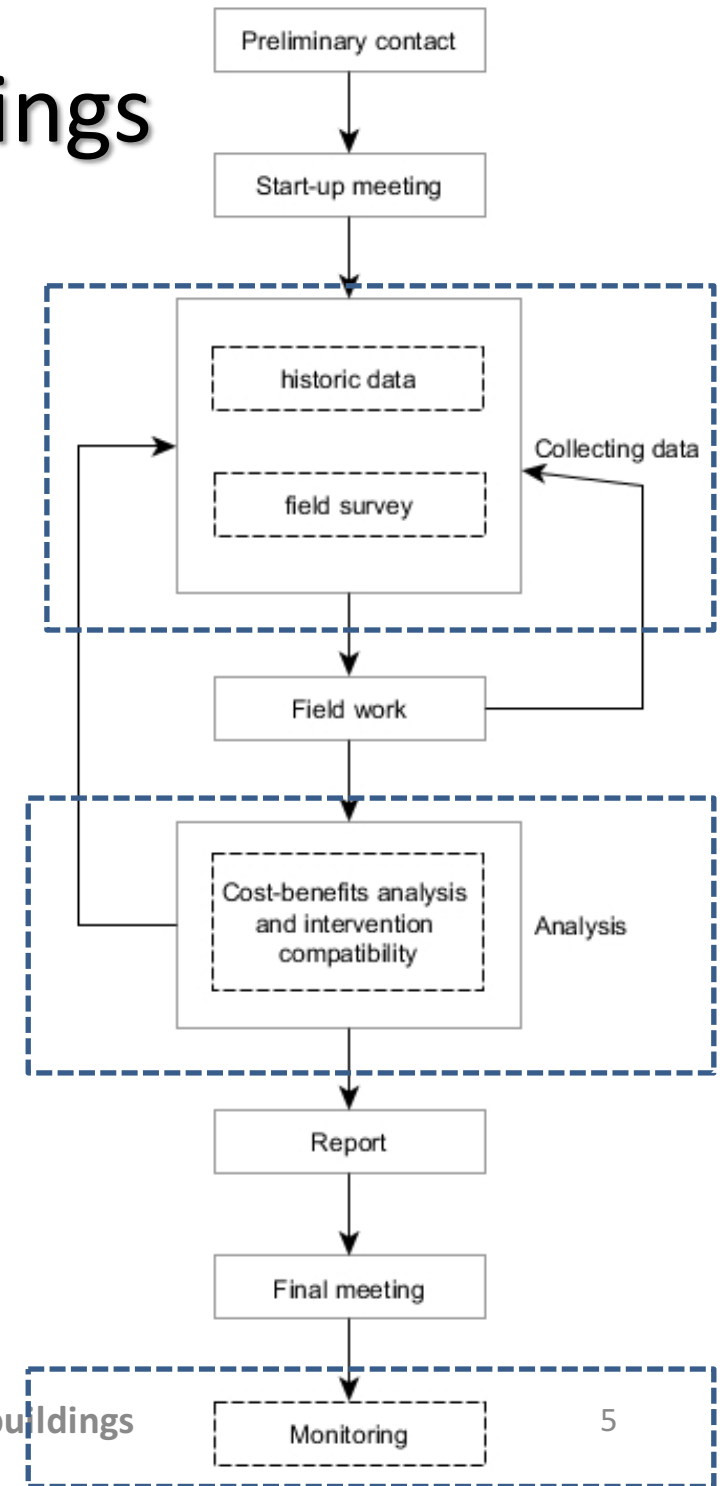 Preliminary contact
ings
Start-up meeting
historic data
Collecting data
field survey
Field work
Cost-benefits analysis
and intervention
compatibility
Analysis
Report
Final meeting
buildings
5
Monitoring